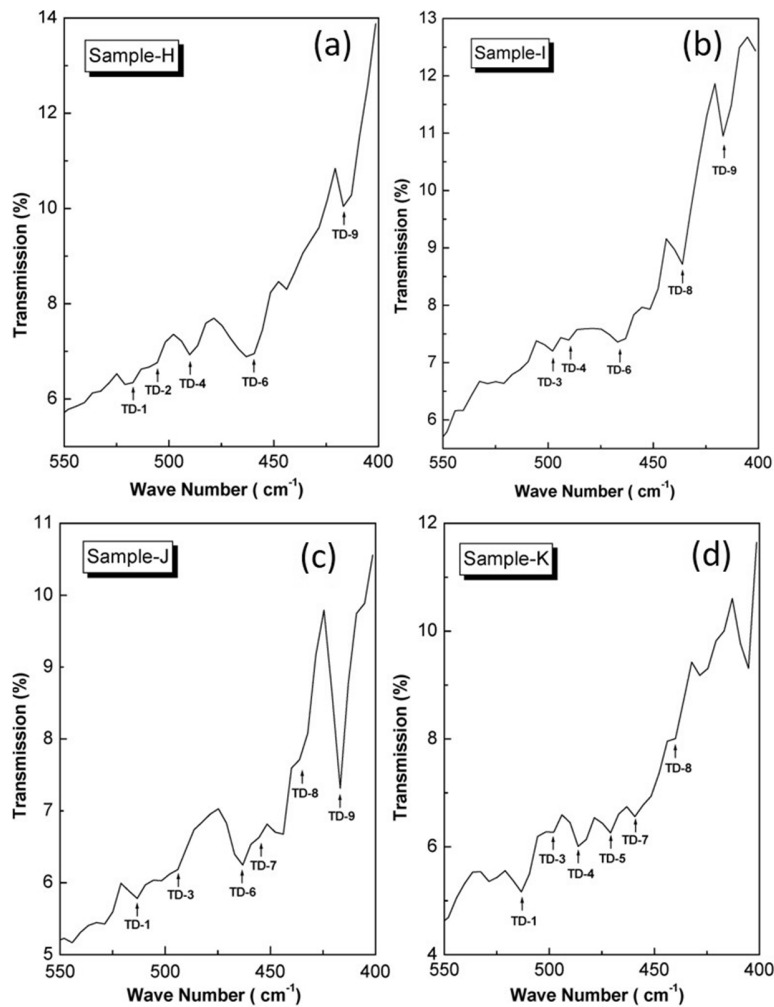 Sample-H
(a)
14
12
10
8
6
Transmission (%)
TD-1
TD-2
TD-4
TD-6
TD-9
550
500
450
400
Wave Number ( cm-1)
Sample-I
(b)
13
12
11
10
9
8
7
6
Transmission (%)
TD-3
TD-4
TD-6
TD-8
TD-9
550
500
450
400
Wave Number ( cm-1)
Sample-J
(c)
11
10
9
8
7
6
5
Transmission (%)
TD-1
TD-3
TD-6
TD-7
TD-8
TD-9
550
500
450
400
Wave Number ( cm-1)
Sample-K
(d)
12
10
8
6
4
Transmission (%)
TD-1
TD-3
TD-4
TD-5
TD-7
TD-8
550
500
450
400
Wave Number ( cm-1)